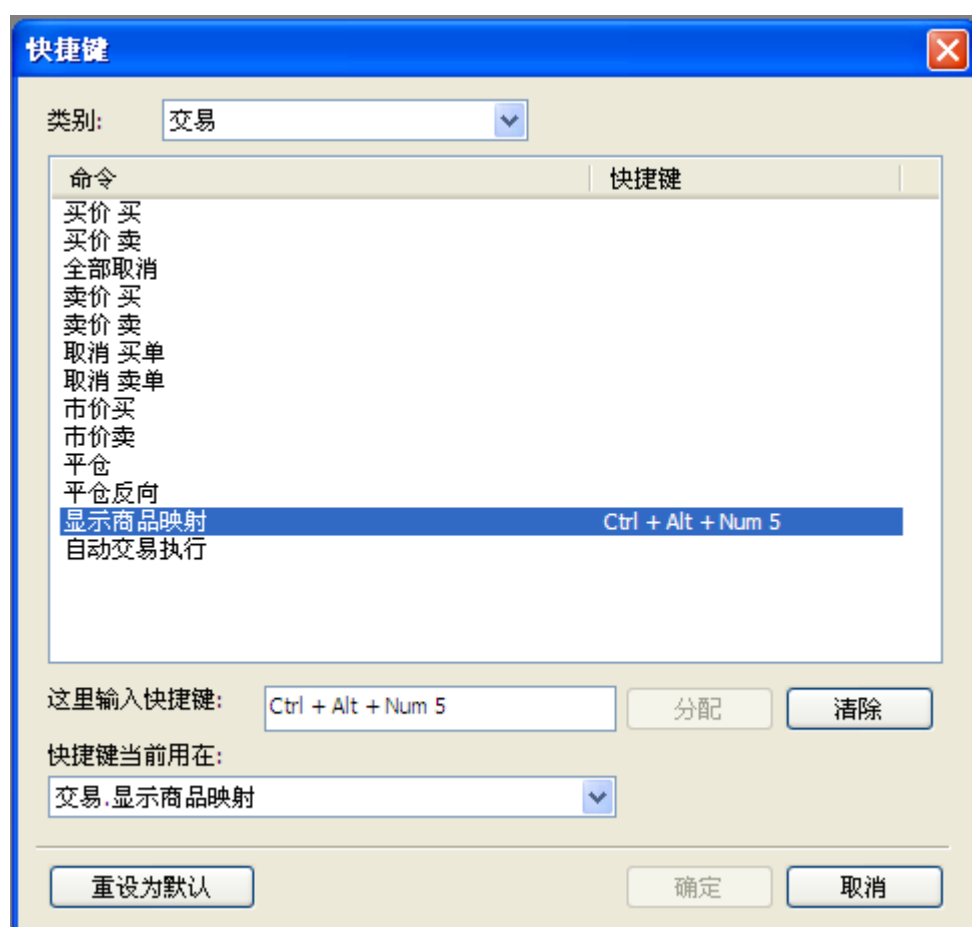 快捷键
类别: 交易
命令 快捷键
买价 买
买价 卖
全部取消
卖价 买
卖价 卖
取消 买单
取消 卖单
市价买
市价卖
平仓
平仓反向
显示商品映射 Ctrl + Alt + Num 5
自动交易执行
这里输入快捷键: Ctrl + Alt + Num 5 分配 清除
快捷键当前用在:
交易.显示商品映射
重设为默认 确定 取消